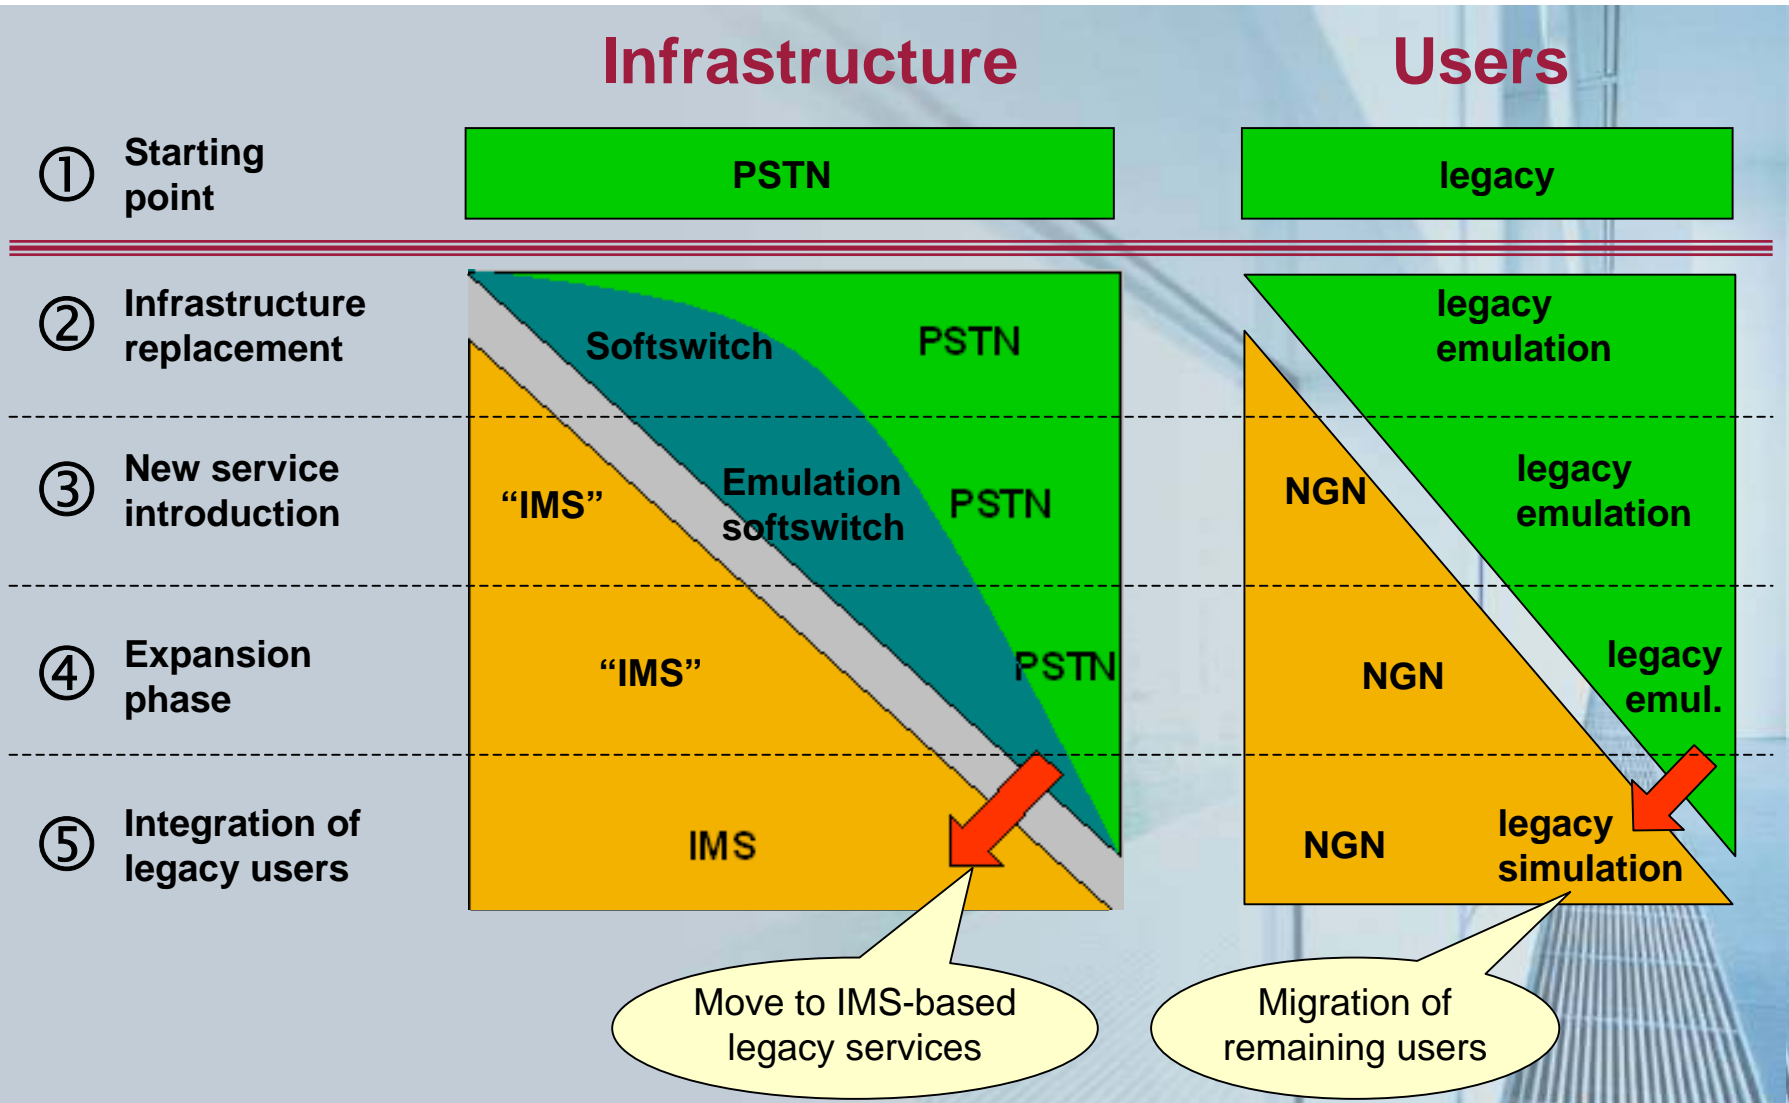 Infrastructure
Users
① Starting
point
PSTN
legacy
② Infrastructure
replacement
Softswitch
PSTN
legacy
emulation
③ New service
introduction
“IMS”
Emulation
softswitch
PSTN
NGN
legacy
emulation
④ Expansion
phase
“IMS”
PSTN
NGN
legacy
emul.
⑤ Integration of
legacy users
IMS
NGN
legacy
simulation
Move to IMS-based
legacy services
Migration of
remaining users